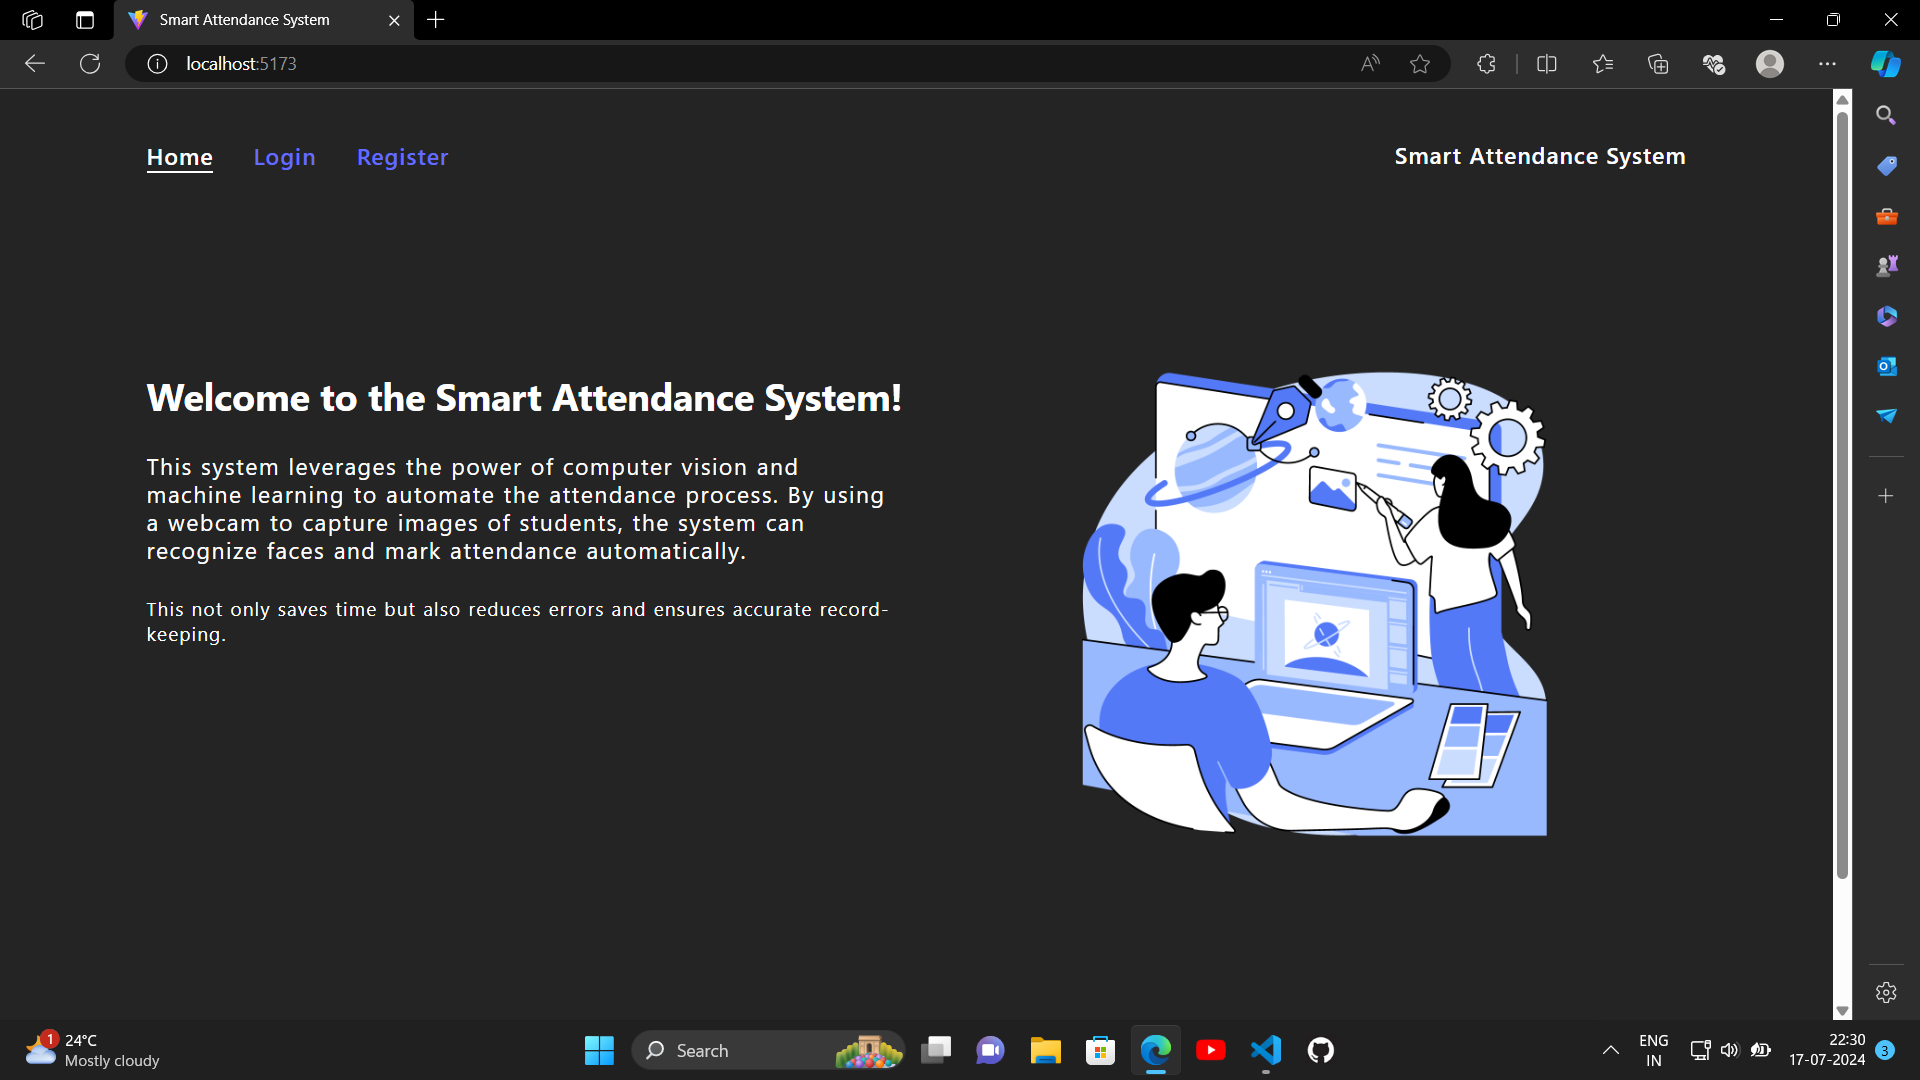 Smart Attendance System
localhost:5173
Home Login Register Smart Attendance System
Welcome to the Smart Attendance System!
This system leverages the power of computer vision and
machine learning to automate the attendance process. By using
a webcam to capture images of students, the system can
recognize faces and mark attendance automatically.
This not only saves time but also reduces errors and ensures accurate record-
keeping.
1
24°C
Mostly cloudy
Search
ENG
IN
22:30
17-07-2024
3